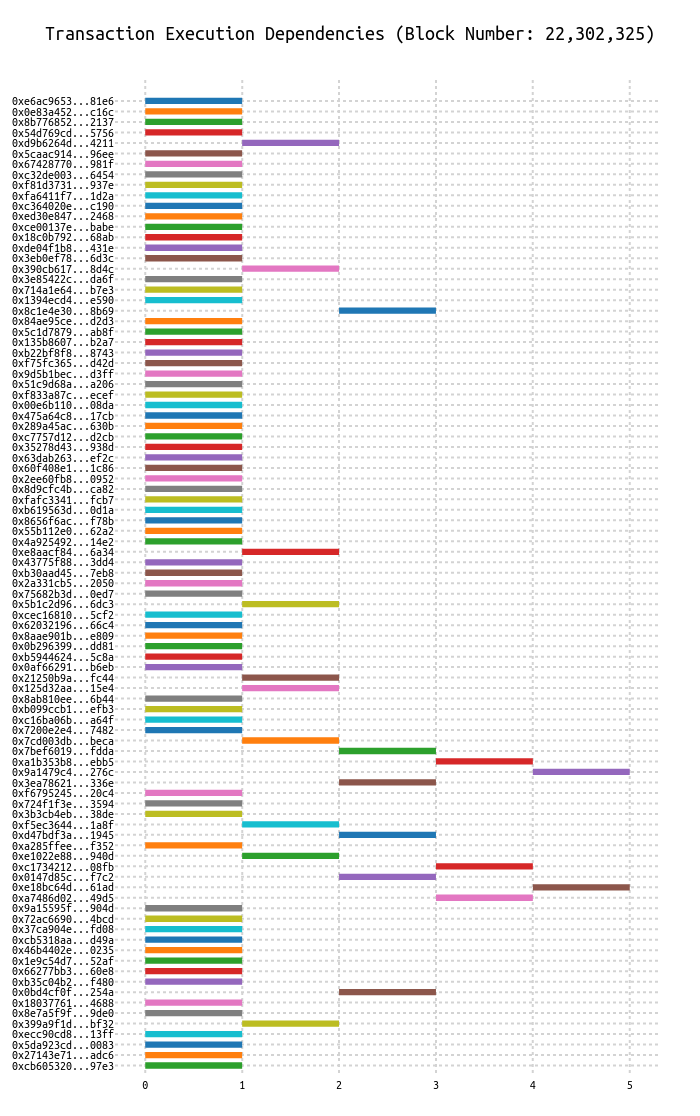 Transaction Execution Dependencies (Block Number: 22,302,325)
0xe6ac9653...81e6
0x0e83a452...c16c
0x8b776852...2137
0x54d769cd...5756
0xd9b6264d...4211
0x5caac914...96ee
0x67428770...981f
0xc32de003...6454
0xf81d3731...937e
0xfa6411f7...1d2a
0xc364020e...c190
0xed30e847...2468
0xce00137e...babe
0x18c0b792...68ab
0xde04f1b8...431e
0x3eb0ef78...6d3c
0x390cb617...8d4c
0x3e85422c...da6f
0x714a1e64...b7e3
0x1394ecd4...e590
0x8c1e4e30...8b69
0x84ae95ce...d2d3
0x5c1d7879...ab8f
0x135b8607...b2a7
0xb22bf8f8...8743
0xf75fc365...d42d
0x9d5b1bec...d3ff
0x51c9d68a...a206
0xf833a87c...ecef
0x00e6b110...08da
0x475a64c8...17cb
0x289a45ac...630b
0xc7757d12...d2cb
0x35278d43...938d
0x63dab263...ef2c
0x60f408e1...1c86
0x2ee60fb8...0952
0x8d9cfc4b...ca82
0xfafc3341...fcb7
0xb619563d...0d1a
0x8656f6ac...f78b
0x55b112e0...62a2
0x4a925492...14e2
0xe8aacf84...6a34
0x43775f88...3dd4
0xb30aad45...7eb8
0x2a331cb5...2050
0x75682b3d...0ed7
0x5b1c2d96...6dc3
0xcec16810...5cf2
0x62032196...66c4
0x8aae901b...e809
0x0b296399...dd81
0xb5944624...5c8a
0x0af66291...b6eb
0x21250b9a...fc44
0x125d32aa...15e4
0x8ab810ee...6b44
0xb099ccb1...efb3
0xc16ba06b...a64f
0x7200e2e4...7482
0x7cd003db...beca
0x7bef6019...fdda
0xa1b353b8...ebb5
0x9a1479c4...276c
0x3ea78621...336e
0xf6795245...20c4
0x724f1f3e...3594
0x3b3cb4eb...38de
0xf5ec3644...1a8f
0xd47bdf3a...1945
0xa285ffee...f352
0xe1022e88...940d
0xc1734212...08fb
0x0147d85c...f7c2
0xe18bc64d...61ad
0xa7486d02...49d5
0x9a15595f...904d
0x72ac6690...4bcd
0x37ca904e...fd08
0xcb5318aa...d49a
0x46b4402e...0235
0x1e9c54d7...52af
0x66277bb3...60e8
0xb35c04b2...f480
0x0bd4cf0f...254a
0x18037761...4688
0x8e7a5f9f...9de0
0x399a9f1d...bf32
0xecc90cd8...13ff
0x5da923cd...0083
0x27143e71...adc6
0xcb605320...97e3
0 1 2 3 4 5